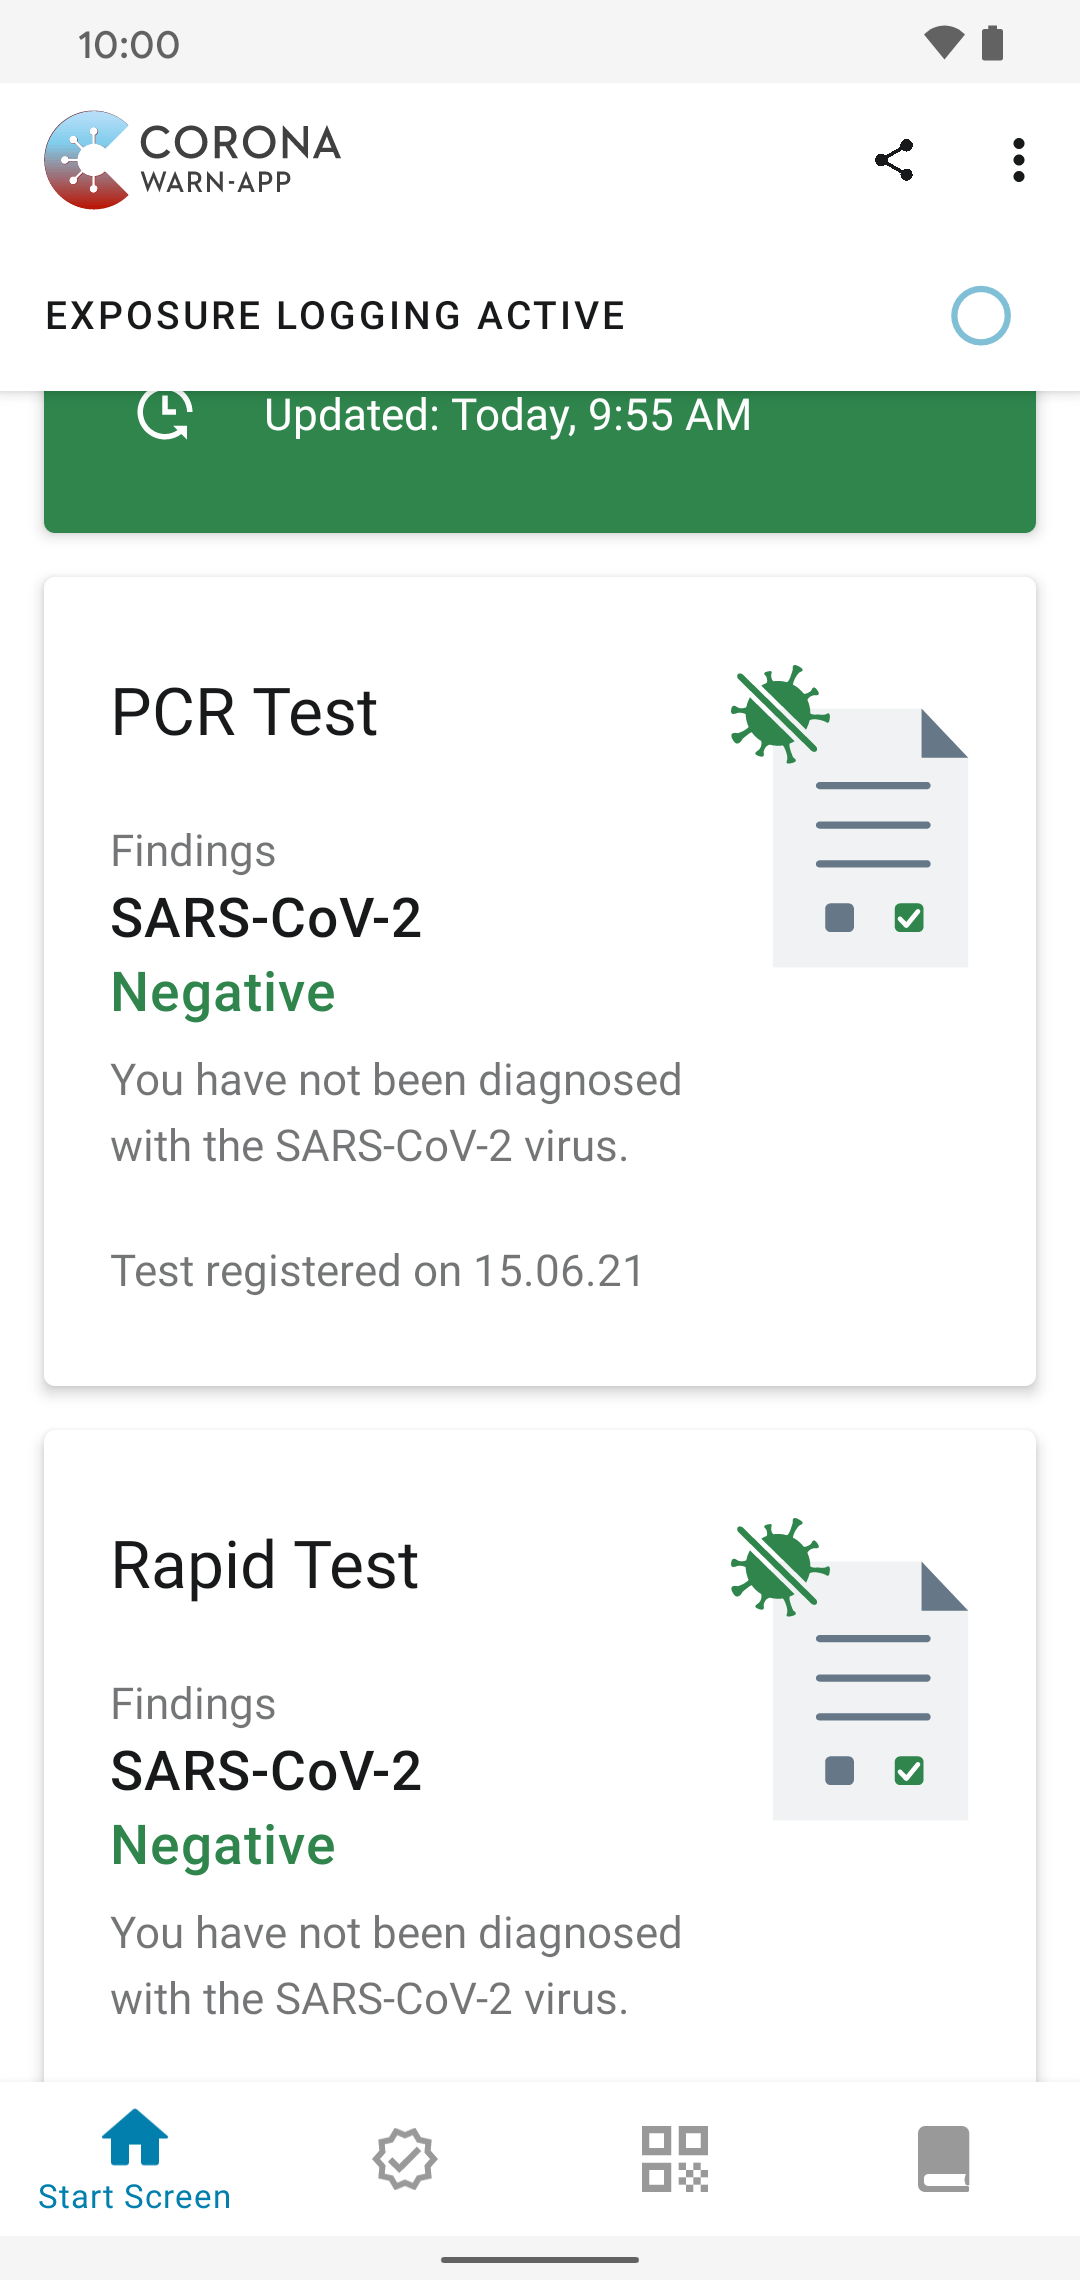 10:00
CORONA
WARN-APP
EXPOSURE LOGGING ACTIVE
Updated: Today, 9:55 AM
PCR Test
Findings
SARS-CoV-2
Negative
You have not been diagnosed
with the SARS-CoV-2 virus.
Test registered on 15.06.21
Rapid Test
Findings
SARS-CoV-2
Negative
You have not been diagnosed
with the SARS-CoV-2 virus.
Start Screen